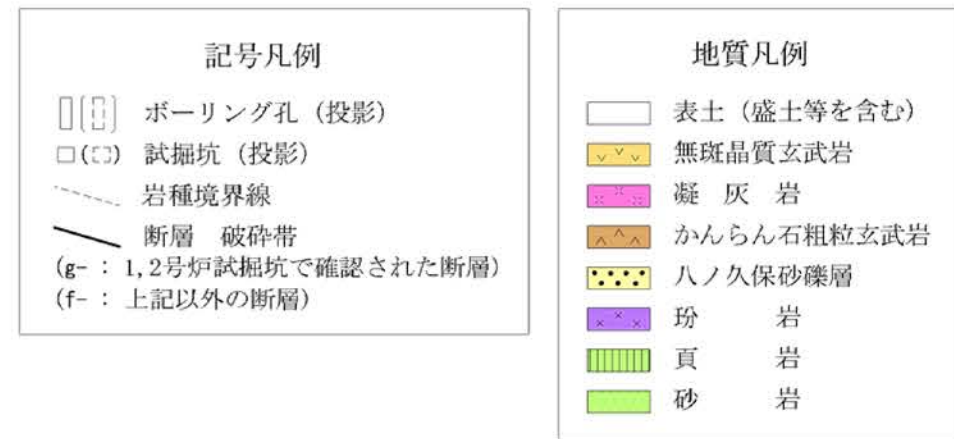 記号凡例
ボーリング孔 (投影)
試掘坑 (投影)
岩種境界線
断層 破砕帯
(g- : 1,2号炉試掘坑で確認された断層)
(f- : 上記以外の断層)
地質凡例
表土 (盛土等を含む)
無斑晶質玄武岩
凝 灰 岩
かんらん石粗粒玄武岩
八ノ久保砂礫層
玢 岩
頁 岩
砂 岩